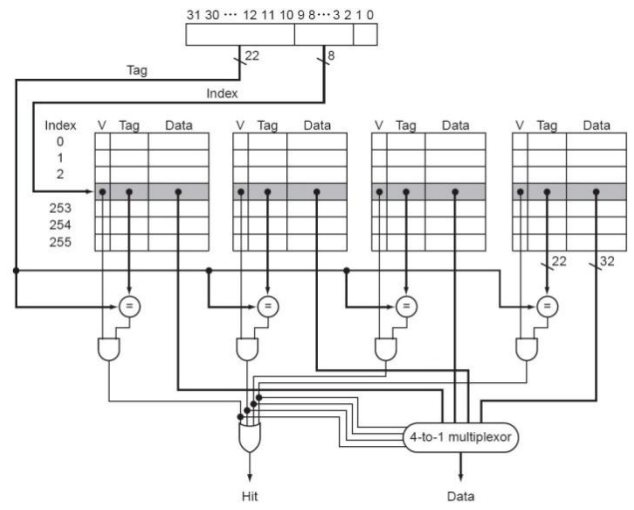 31 30 ··· 12 11 10 9 8 ··· 3 2 1 0
22
8
Tag
Index
Index V Tag Data V Tag Data V Tag Data V Tag Data
0
1
2
253
254
255
22
32
= = = =
4-to-1 multiplexor
Hit
Data